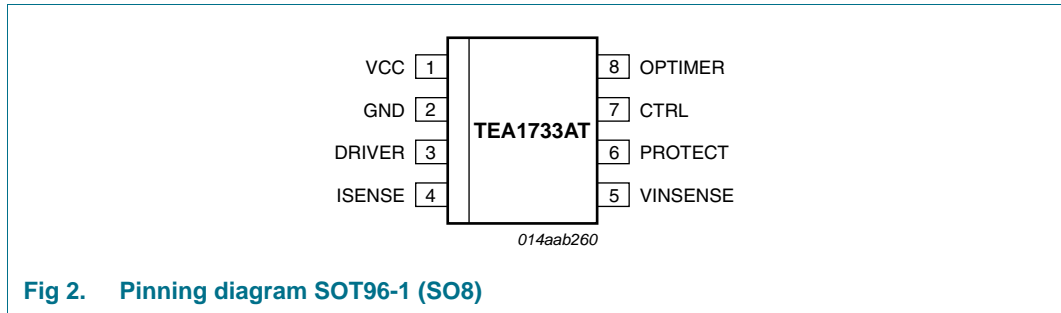 VCC 1 8 OPTIMER
GND 2 7 CTRL
TEA1733AT
DRIVER 3 6 PROTECT
ISENSE 4 5 VINSENSE
014aab260
Fig 2. Pinning diagram SOT96-1 (SO8)